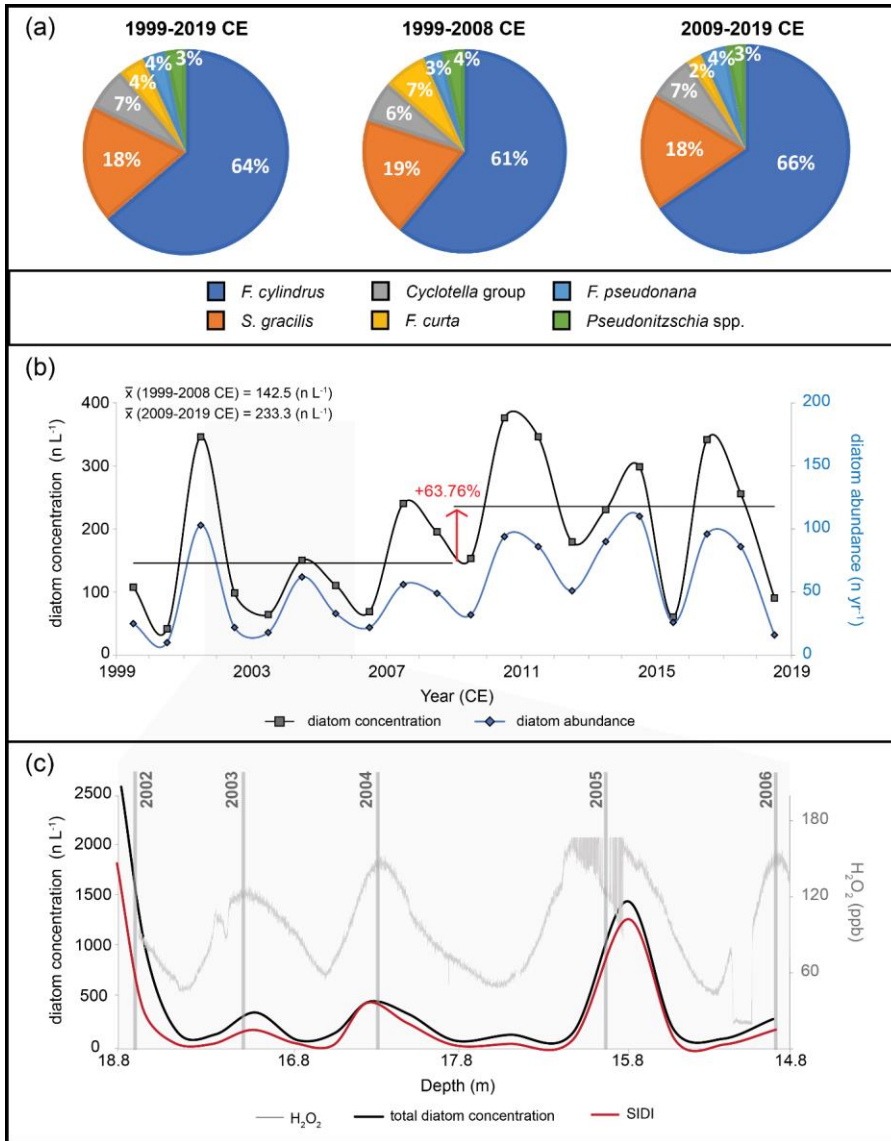 (a)
1999-2019 CE 1999-2008 CE 2009-2019 CE
64% 18% 7% 4% 4% 3%
61% 19% 6% 7% 3% 4%
66% 18% 7% 2% 4% 3%
F. cylindrus Cyclotella group F. pseudonana
S. gracilis F. curta Pseudonitzschia spp.
(b)
x̅ (1999-2008 CE) = 142.5 (n L⁻¹)
x̅ (2009-2019 CE) = 233.3 (n L⁻¹)
diatom concentration (n L⁻¹)
400
300
200
100
0
+63.76%
200
150
100
50
0
diatom abundance (n yr⁻¹)
1999 2003 2007 2011 2015 2019
Year (CE)
diatom concentration diatom abundance
(c)
diatom concentration (n L⁻¹)
2500
2000
1500
1000
500
0
2002 2003 2004 2005 2006
180
120
60
H₂O₂ (ppb)
18.8 16.8 17.8 15.8 14.8
Depth (m)
H₂O₂ total diatom concentration SIDI